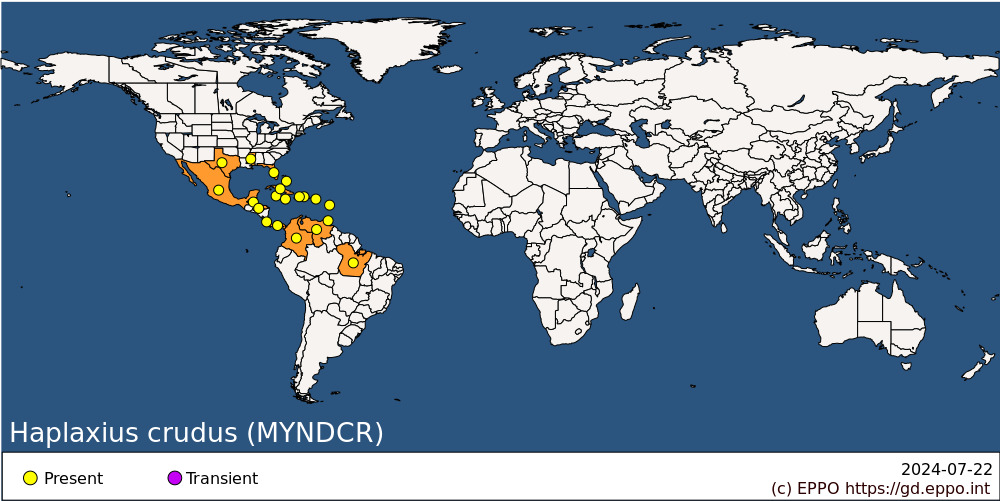 Haplaxius crudus (MYNDCR)
Present
Transient
2024-07-22
(c) EPPO https://gd.eppo.int